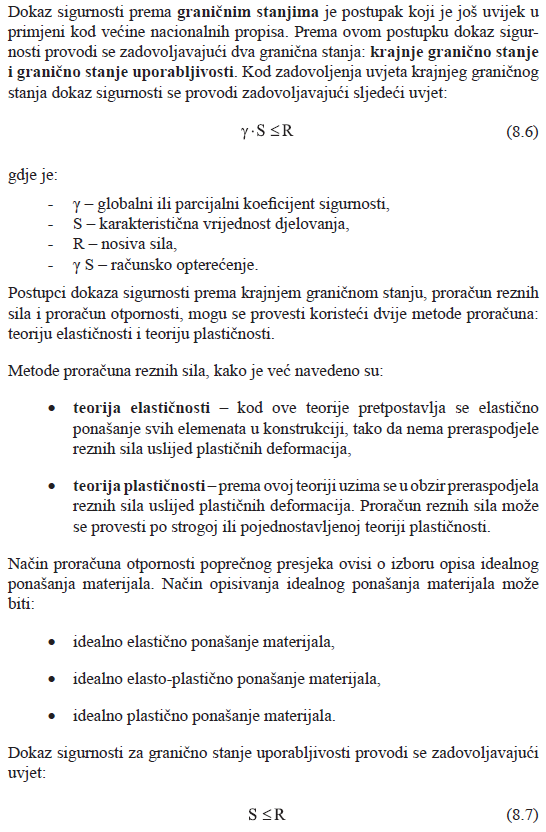 Dokaz sigurnosti prema graničnim stanjima je postupak koji je još uvijek u
primjeni kod većine nacionalnih propisa. Prema ovom postupku dokaz sigur-
nosti provodi se zadovoljavajući dva granična stanja: krajnje granično stanje
i granično stanje uporabljivosti. Kod zadovoljenja uvjeta krajnjeg graničnog
stanja dokaz sigurnosti se provodi zadovoljavajući sljedeći uvjet:
γ · S ≤ R (8.6)
gdje je:
- γ – globalni ili parcijalni koeficijent sigurnosti,
- S – karakteristična vrijednost djelovanja,
- R – nosiva sila,
- γ S – računsko opterećenje.
Postupci dokaza sigurnosti prema krajnjem graničnom stanju, proračun reznih
sila i proračun otpornosti, mogu se provesti koristeći dvije metode proračuna:
teoriju elastičnosti i teoriju plastičnosti.
Metode proračuna reznih sila, kako je već navedeno su:
• teorija elastičnosti – kod ove teorije pretpostavlja se elastično
ponašanje svih elemenata u konstrukciji, tako da nema preraspodjele
reznih sila uslijed plastičnih deformacija,
• teorija plastičnosti – prema ovoj teoriji uzima se u obzir preraspodjela
reznih sila uslijed plastičnih deformacija. Proračun reznih sila može
se provesti po strogoj ili pojednostavljenoj teoriji plastičnosti.
Način proračuna otpornosti poprečnog presjeka ovisi o izboru opisa idealnog
ponašanja materijala. Način opisivanja idealnog ponašanja materijala može
biti:
• idealno elastično ponašanje materijala,
• idealno elasto-plastično ponašanje materijala,
• idealno plastično ponašanje materijala.
Dokaz sigurnosti za granično stanje uporabljivosti provodi se zadovoljavajući
uvjet:
S ≤ R (8.7)